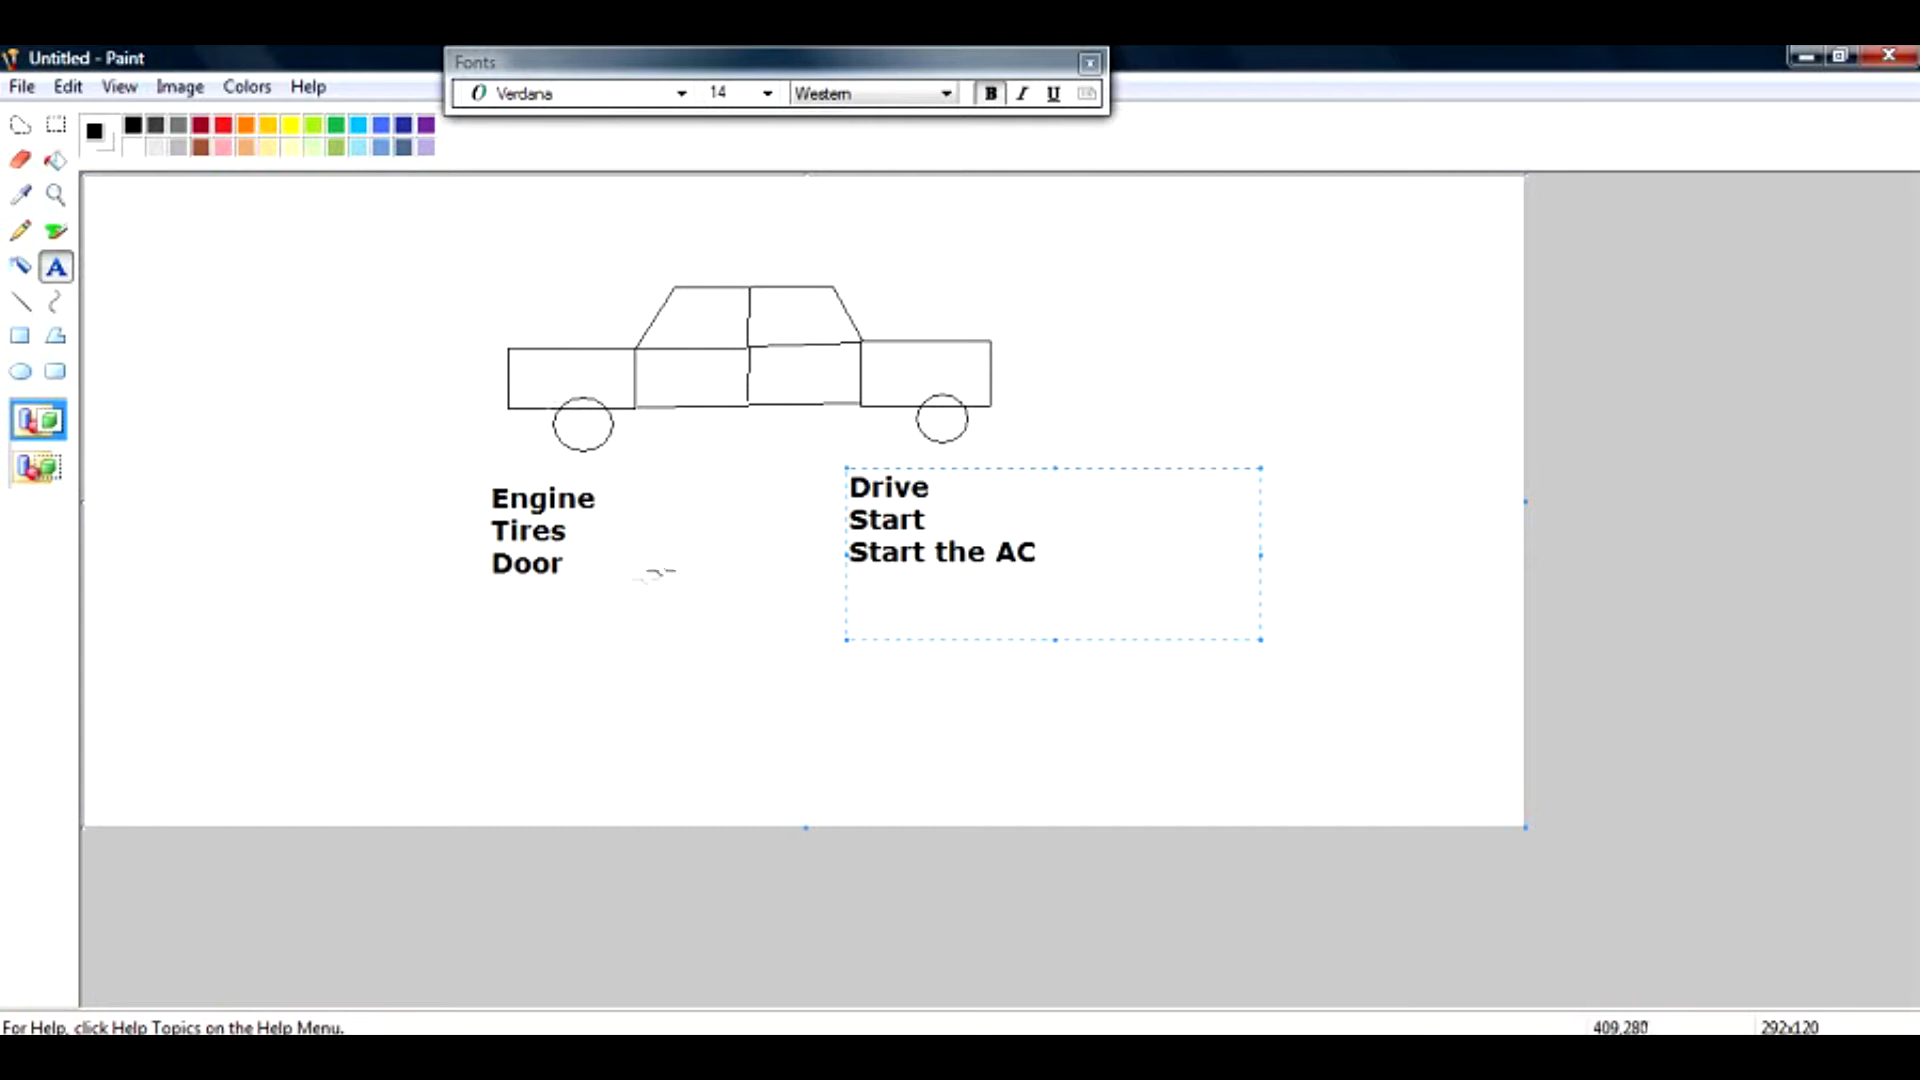 Untitled - Paint
Fonts
File Edit View Image Colors Help
Verdana 14 Western B I U
A
Engine
Tires
Door
Drive
Start
Start the AC
For Help, click Help Topics on the Help Menu.
409,280 292x120